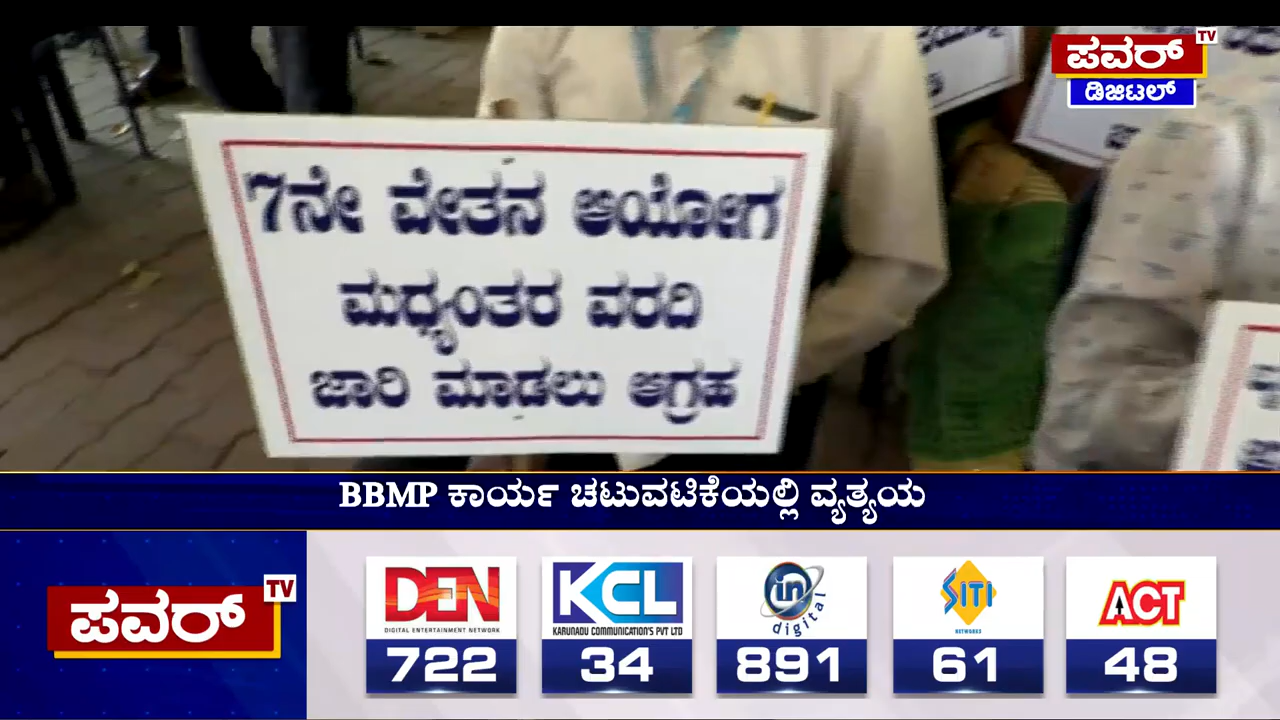 ಪವರ್ TV
ಡಿಜಿಟಲ್
7ನೇ ವೇತನ ಆಯೋಗ
ಮಧ್ಯಂತರ ವರದಿ
ಜಾರಿ ಮಾಡಲು ಆಗ್ರಹ
BBMP ಕಾರ್ಯ ಚಟುವಟಿಕೆಯಲ್ಲಿ ವ್ಯತ್ಯಯ
ಪವರ್ TV
DEN
DIGITAL ENTERTAINMENT NETWORK
722
KCL
KARUNADU COMMUNICATION'S PVT LTD
34
in
digital
891
SITI
NETWORKS
61
ACT
48